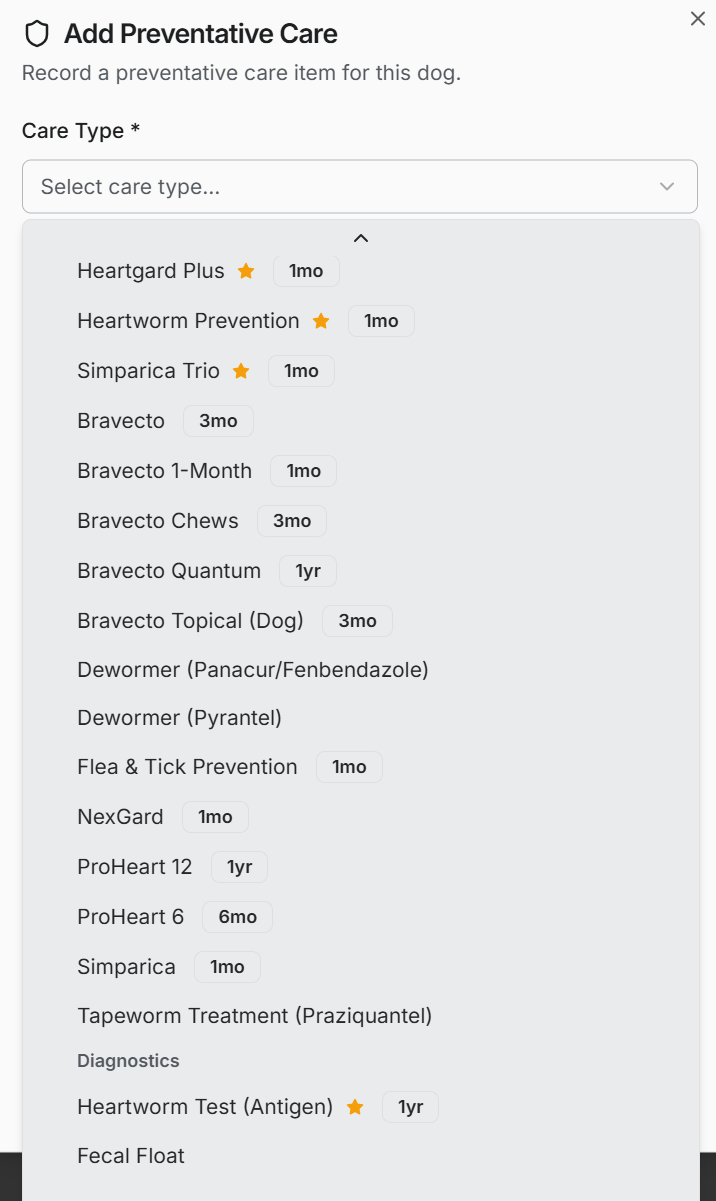 Add Preventative Care
Record a preventative care item for this dog.
Care Type *
Select care type...
Heartgard Plus 1mo
Heartworm Prevention 1mo
Simparica Trio 1mo
Bravecto 3mo
Bravecto 1-Month 1mo
Bravecto Chews 3mo
Bravecto Quantum 1yr
Bravecto Topical (Dog) 3mo
Dewormer (Panacur/Fenbendazole)
Dewormer (Pyrantel)
Flea & Tick Prevention 1mo
NexGard 1mo
ProHeart 12 1yr
ProHeart 6 6mo
Simparica 1mo
Tapeworm Treatment (Praziquantel)
Diagnostics
Heartworm Test (Antigen) 1yr
Fecal Float